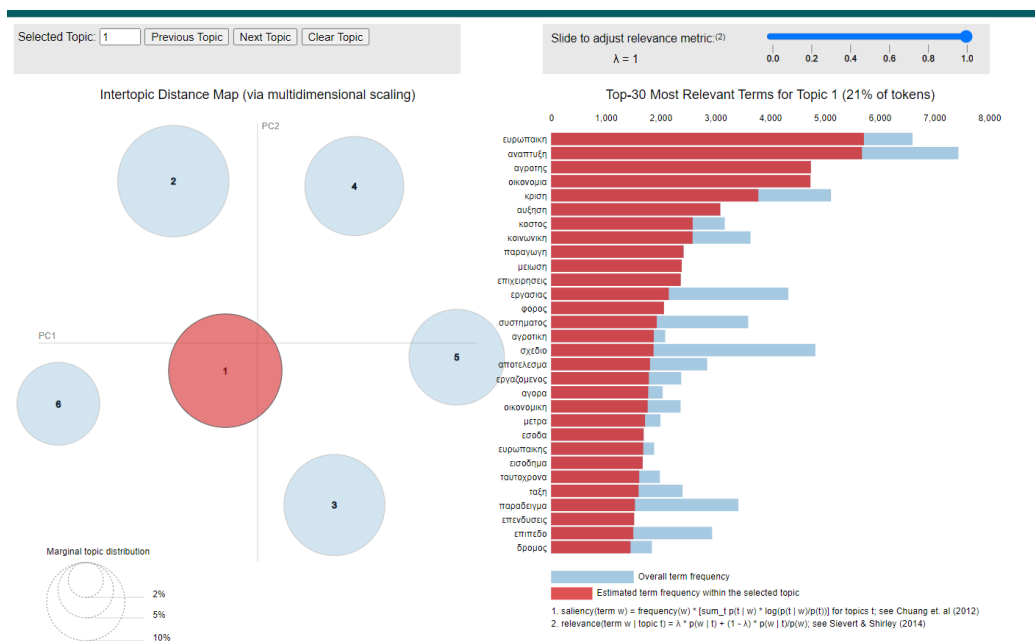 Selected Topic: 1 Previous Topic Next Topic Clear Topic
Slide to adjust relevance metric:(2)
λ = 1
0.0 0.2 0.4 0.6 0.8 1.0
Intertopic Distance Map (via multidimensional scaling)
PC2
PC1
2
4
1
5
6
3
Marginal topic distribution
2%
5%
10%
Top-30 Most Relevant Terms for Topic 1 (21% of tokens)
0 1,000 2,000 3,000 4,000 5,000 6,000 7,000 8,000
ευρωπαικη
αναπτυξη
αγροτης
οικονομια
κριση
αυξηση
κοστος
κοινωνικη
παραγωγη
μειωση
επιχειρησεις
εργασιας
φορος
συστηματος
αγροτικη
σχεδιο
αποτελεσμα
εργαζομενος
αγορα
οικονομικη
μετρα
εσοδα
ευρωπαικης
εισοδημα
ταυτοχρονα
ταξη
παραδειγμα
επενδυσεις
επιπεδο
δρομος
Overall term frequency
Estimated term frequency within the selected topic
1. saliency(term w) = frequency(w) * [sum_t p(t | w) * log(p(t | w)/p(t))] for topics t; see Chuang et. al (2012)
2. relevance(term w | topic t) = λ * p(w | t) + (1 - λ) * p(w | t)/p(w); see Sievert & Shirley (2014)